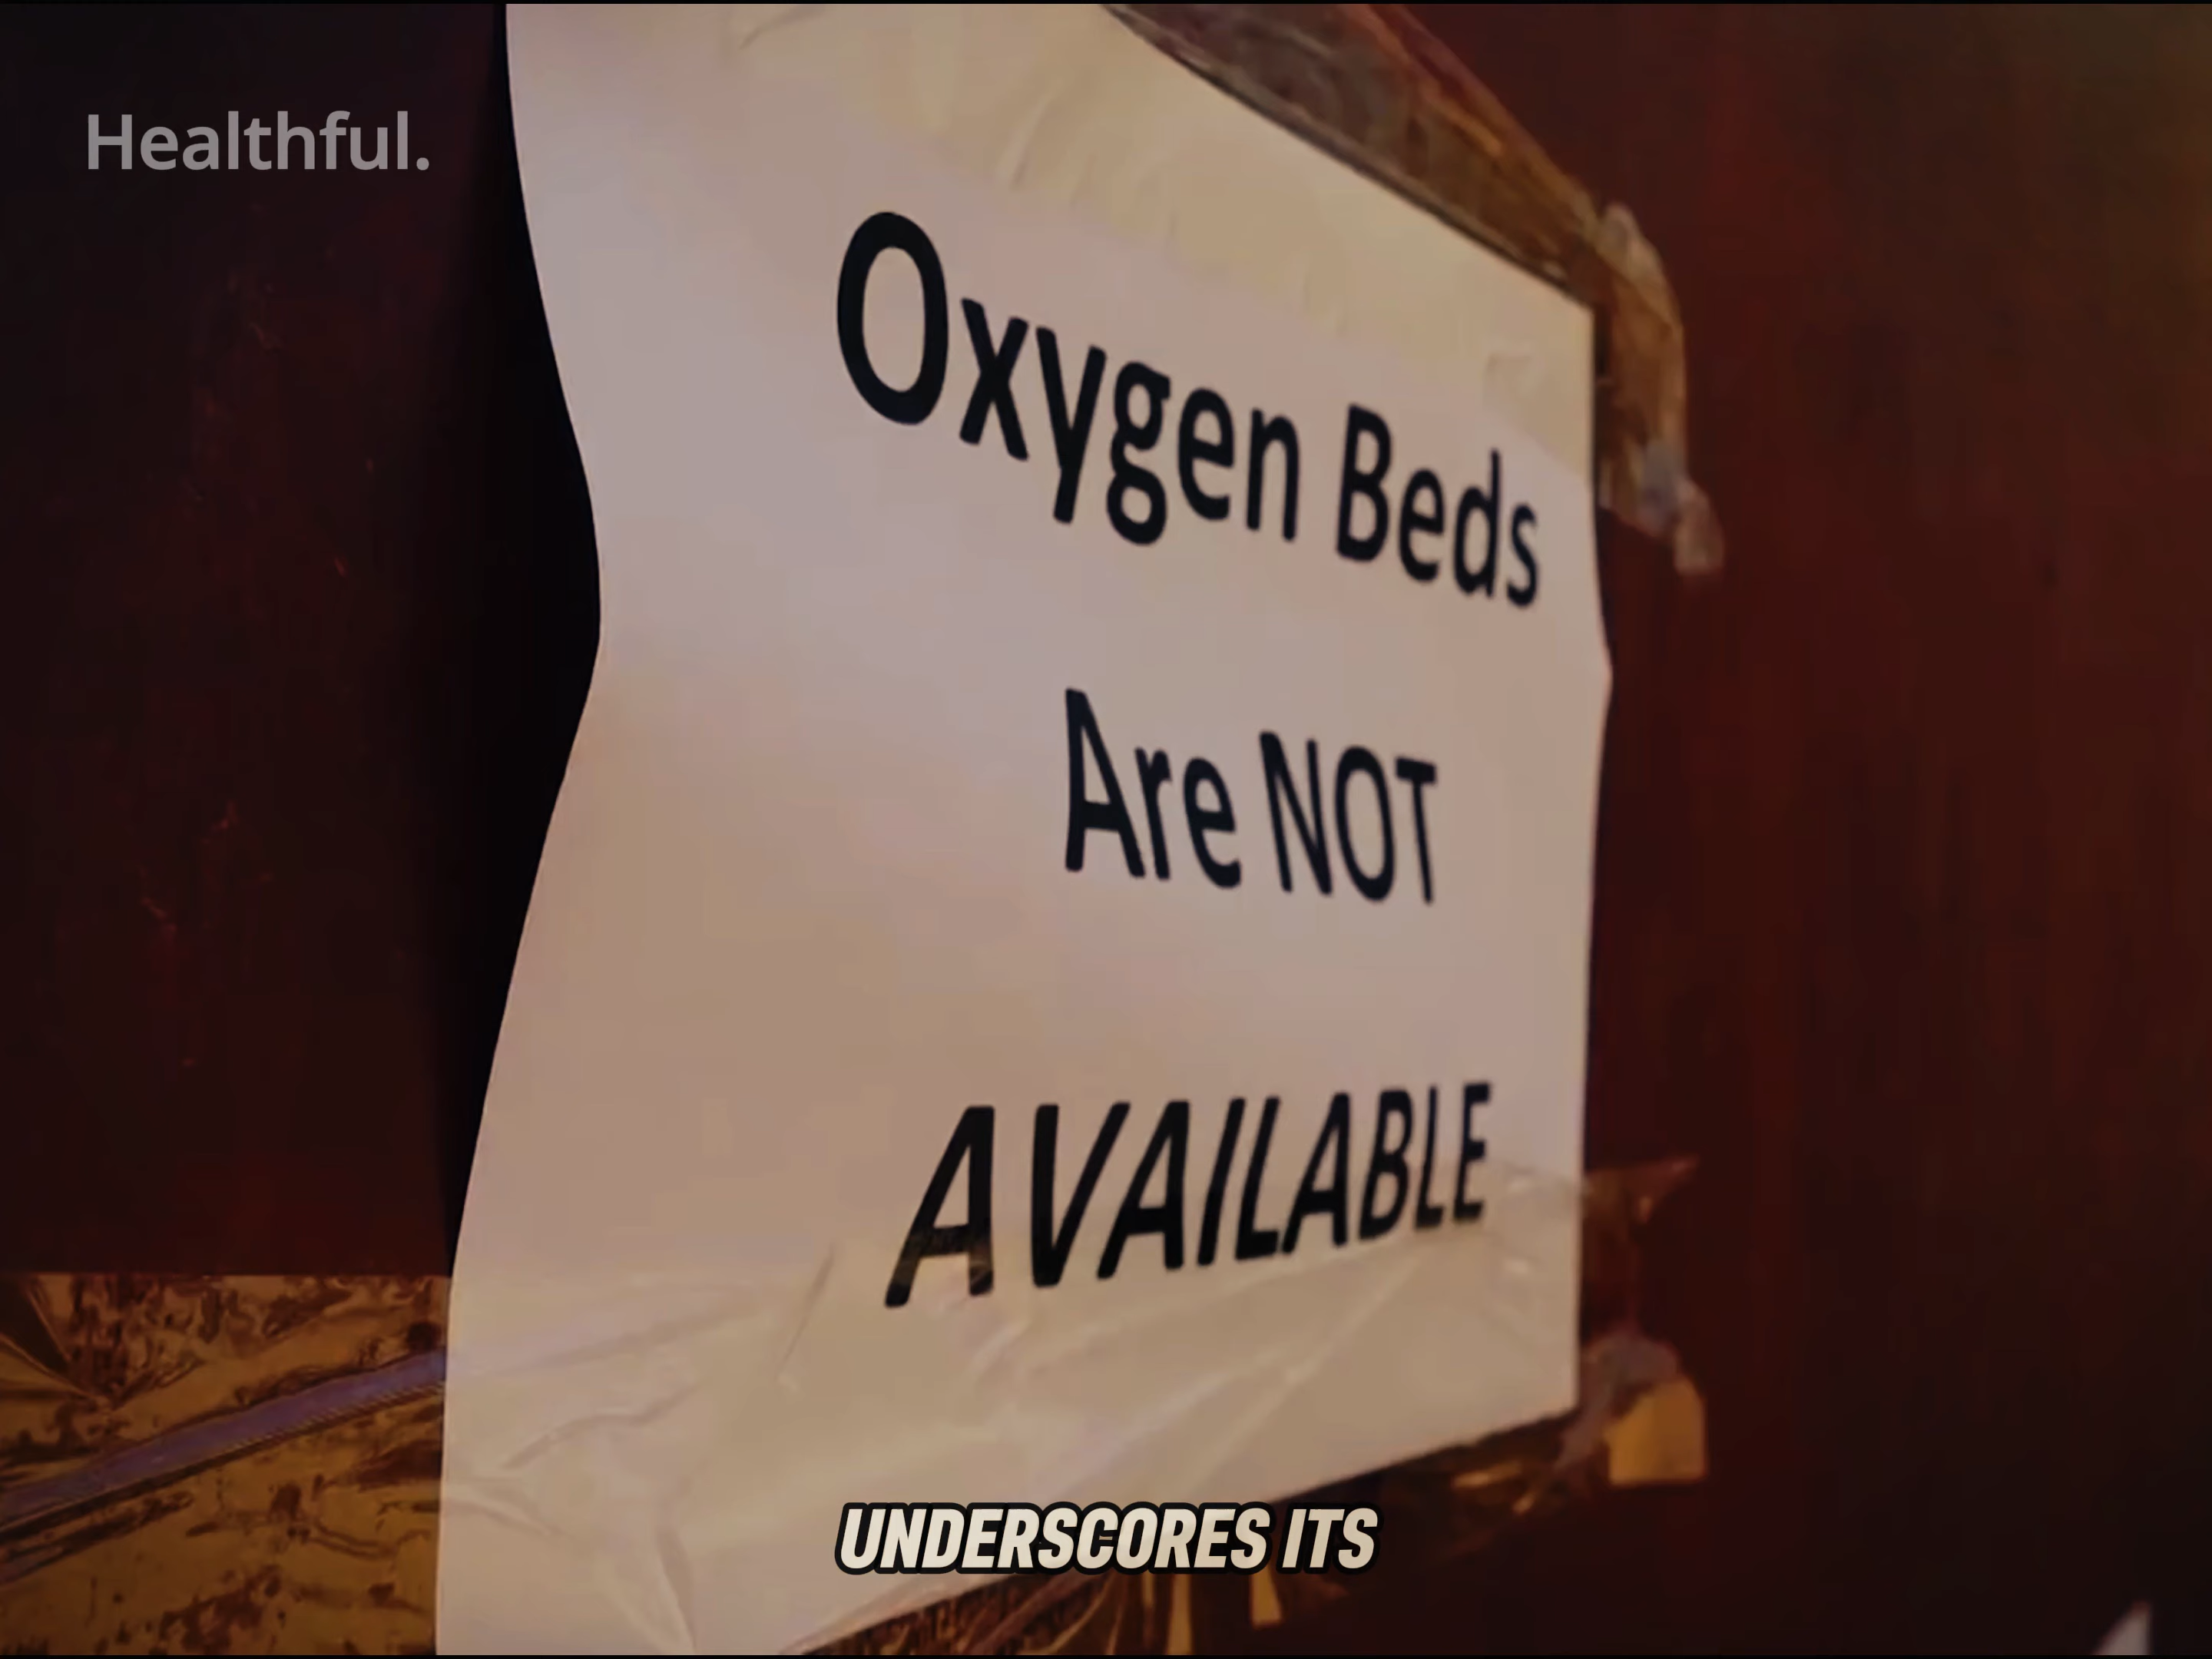 Healthful.
Oxygen Beds
Are NOT
AVAILABLE
UNDERSCORES ITS